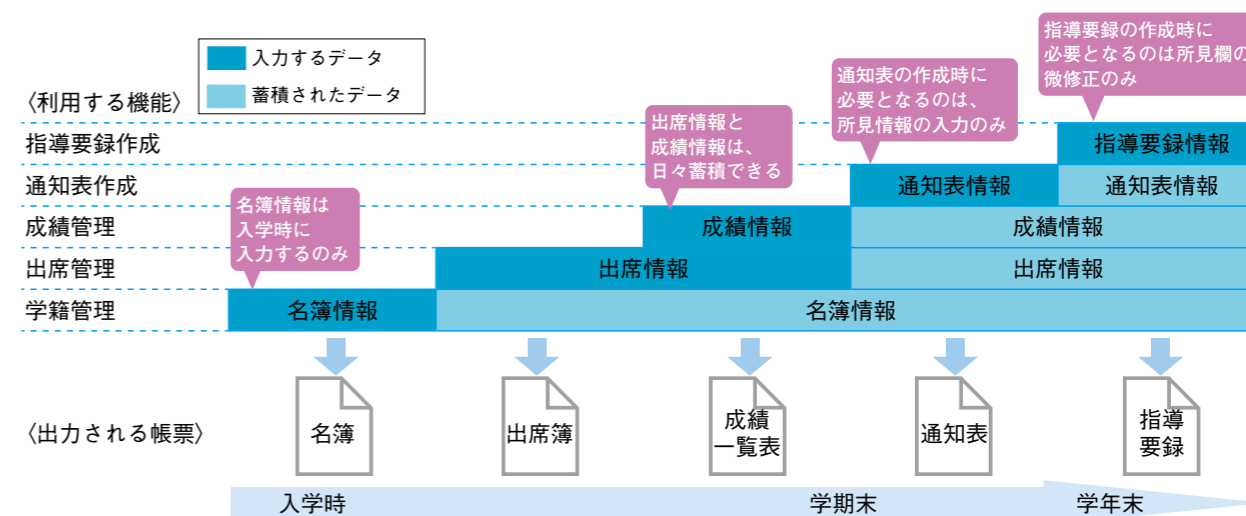 入力するデータ
蓄積されたデータ
指導要録の作成時に
必要となるのは所見欄の
微修正のみ
通知表の作成時に
必要となるのは、
所見情報の入力のみ
出席情報と
成績情報は、
日々蓄積できる
名簿情報は
入学時に
入力するのみ
〈利用する機能〉
指導要録作成
指導要録情報
通知表作成
通知表情報
通知表情報
成績管理
成績情報
成績情報
出席管理
出席情報
出席情報
学籍管理
名簿情報
名簿情報
〈出力される帳票〉
名簿
出席簿
成績
一覧表
通知表
指導
要録
入学時
学期末
学年末